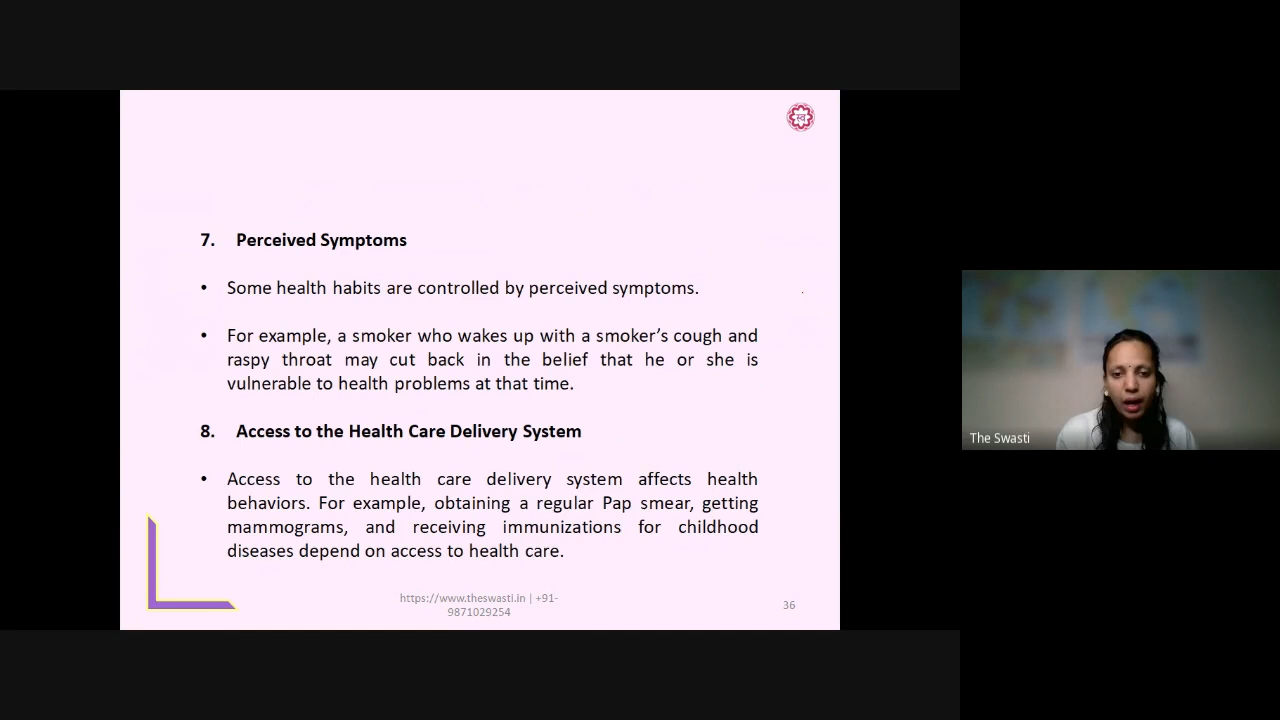 7. Perceived Symptoms
• Some health habits are controlled by perceived symptoms.
• For example, a smoker who wakes up with a smoker’s cough and
raspy throat may cut back in the belief that he or she is
vulnerable to health problems at that time.
8. Access to the Health Care Delivery System
• Access to the health care delivery system affects health
behaviors. For example, obtaining a regular Pap smear, getting
mammograms, and receiving immunizations for childhood
diseases depend on access to health care.
https://www.theswasti.in | +91-
9871029254
36
The Swasti